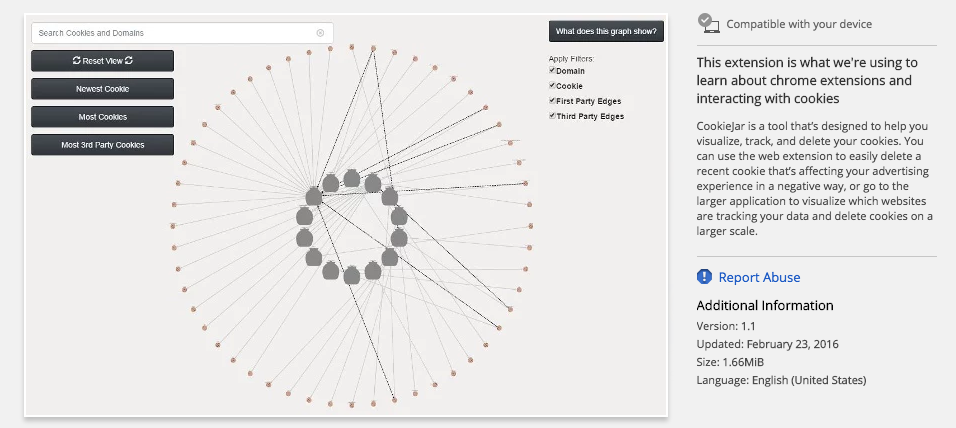 Search Cookies and Domains
Reset View
Newest Cookie
Most Cookies
Most 3rd Party Cookies
What does this graph show?
Apply Filters:
Domain
Cookie
First Party Edges
Third Party Edges
Compatible with your device
This extension is what we're using to
learn about chrome extensions and
interacting with cookies
CookieJar is a tool that's designed to help you
visualize, track, and delete your cookies. You
can use the web extension to easily delete a
recent cookie that's affecting your advertising
experience in a negative way, or go to the
larger application to visualize which websites
are tracking your data and delete cookies on a
larger scale.
Report Abuse
Additional Information
Version: 1.1
Updated: February 23, 2016
Size: 1.66MiB
Language: English (United States)